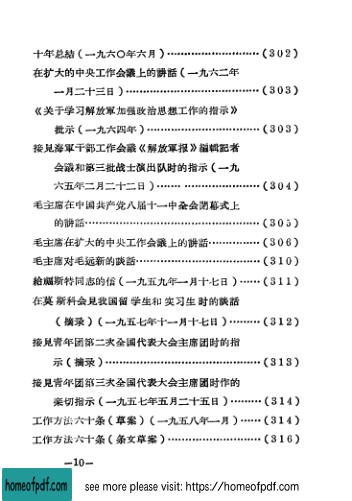 十年总結(一九六〇年六月)………………………(302)
在扩大的中央工作会議上的講話(一九六二年
一月二十三日)…………………………………(303)
《关于学习解放軍加强政治思想工作的指示》
批示(一九六四年)……………………………(303)
接見海軍干部工作会議《解放軍报》編輯記者
会議和第三批战士演出队时的指示(一九
六五年二月二十二日)…………………………(304)
毛主席在中国共产党八届十一中全会閉幕式上
的講話……………………………………………(305)
毛主席在扩大的中央工作会議上的講話……………(306)
毛主席对毛远新的談話………………………………(310)
給福斯特同志的信(一九五九年一月十七日)……(311)
在莫斯科会見我国留学生和实习生时的談話
(摘录)(一九五七年十一月十七日)………(312)
接見青年团第二次全国代表大会主席团时的指
示(摘录)………………………………………(313)
接見青年团第三次全国代表大会主席团时作的
亲切指示(一九五七年五月二十五日)………(314)
工作方法六十条(草案)(一九五八年一月)……(314)
工作方法六十条(条文草案)………………………(316)
—10—
homeofpdf.com
see more please visit: https://homeofpdf.com